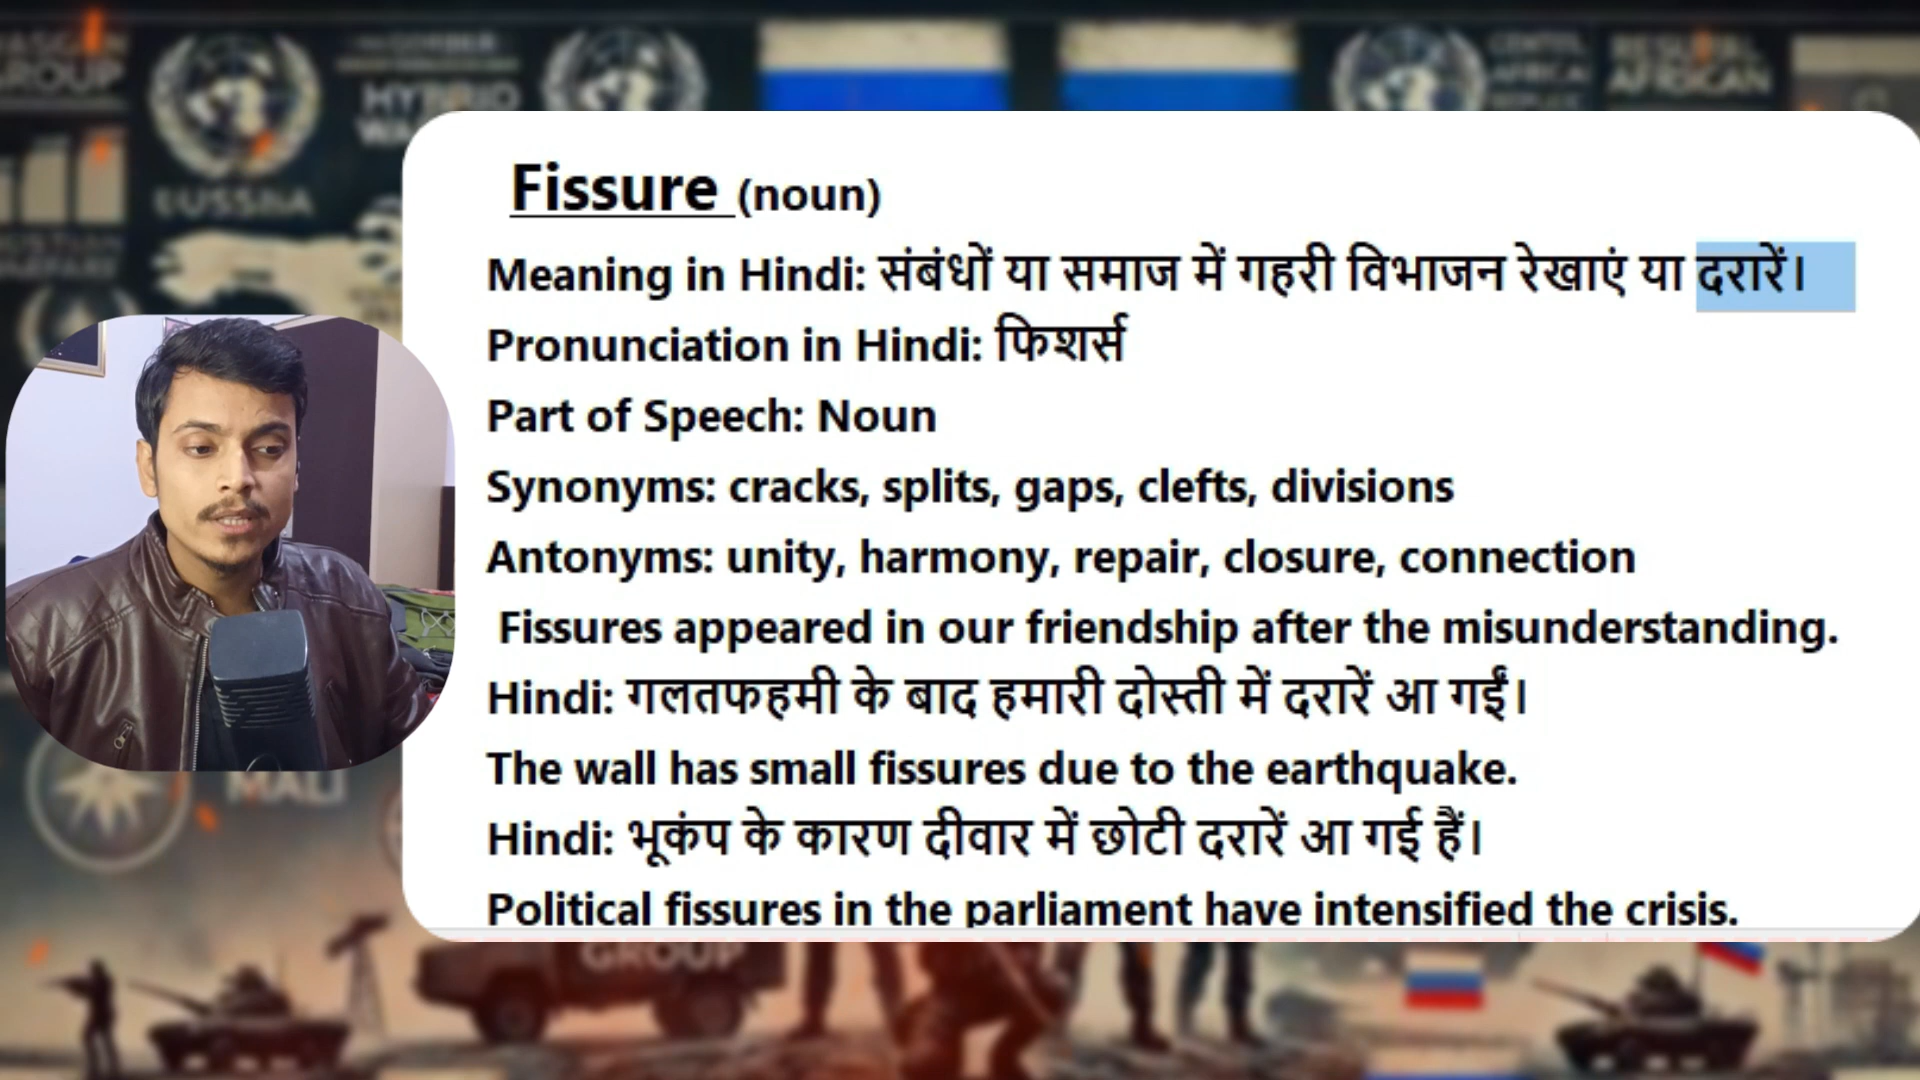 GROUP
HYBRID
AFRICAN
RUSSIA
Fissure (noun)
Meaning in Hindi: संबंधों या समाज में गहरी विभाजन रेखाएं या दरारें।
Pronunciation in Hindi: फिशर्स
Part of Speech: Noun
Synonyms: cracks, splits, gaps, clefts, divisions
Antonyms: unity, harmony, repair, closure, connection
Fissures appeared in our friendship after the misunderstanding.
Hindi: गलतफहमी के बाद हमारी दोस्ती में दरारें आ गईं।
The wall has small fissures due to the earthquake.
Hindi: भूकंप के कारण दीवार में छोटी दरारें आ गई हैं।
Political fissures in the parliament have intensified the crisis.
MALI
GROUP